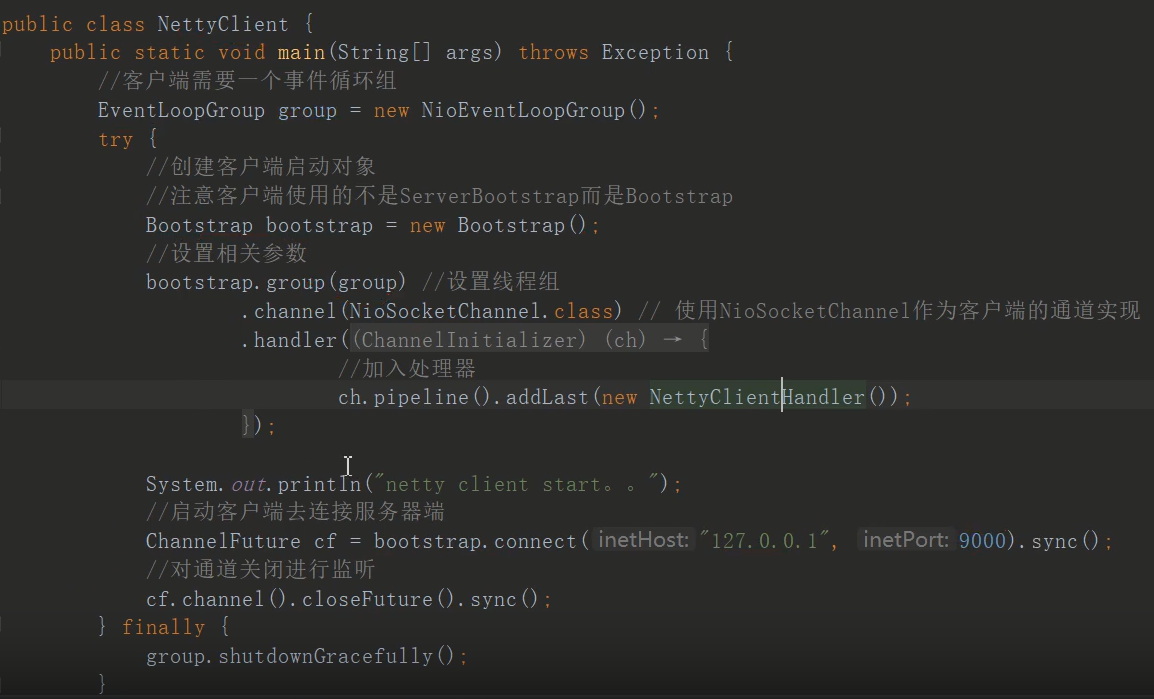 public class NettyClient {
public static void main(String[] args) throws Exception {
//客户端需要一个事件循环组
EventLoopGroup group = new NioEventLoopGroup();
try {
//创建客户端启动对象
//注意客户端使用的不是ServerBootstrap而是Bootstrap
Bootstrap bootstrap = new Bootstrap();
//设置相关参数
bootstrap.group(group) //设置线程组
.channel(NioSocketChannel.class) // 使用NioSocketChannel作为客户端的通道实现
.handler((ChannelInitializer) (ch) → {
//加入处理器
ch.pipeline().addLast(new NettyClientHandler());
});
System.out.println("netty client start。。");
//启动客户端去连接服务器端
ChannelFuture cf = bootstrap.connect( inetHost: "127.0.0.1", inetPort: 9000).sync();
//对通道关闭进行监听
cf.channel().closeFuture().sync();
} finally {
group.shutdownGracefully();
}